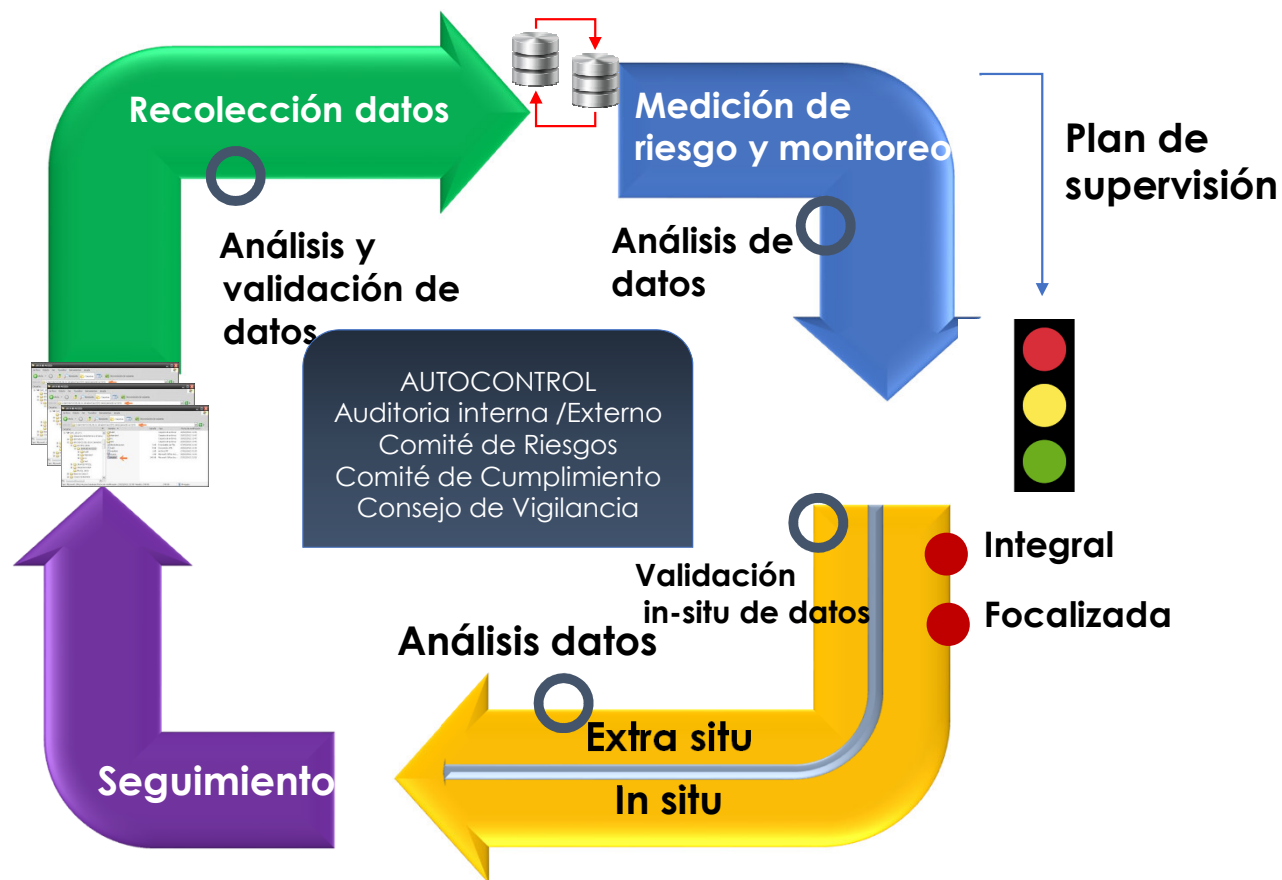 Recolección datos
Medición de
riesgo y monitoreo
Plan de
supervisión
Análisis y
validación de
datos
Análisis de
datos
AUTOCONTROL
Auditoria interna /Externo
Comité de Riesgos
Comité de Cumplimiento
Consejo de Vigilancia
Integral
Focalizada
Validación
in-situ de datos
Análisis datos
Extra situ
In situ
Seguimiento